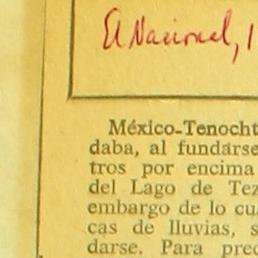 El Nacional, 1
México-Tenocht
daba, al fundarse
tros por encima
del Lago de Tez
embargo de lo cu
cas de lluvias, s
darse. Para prec